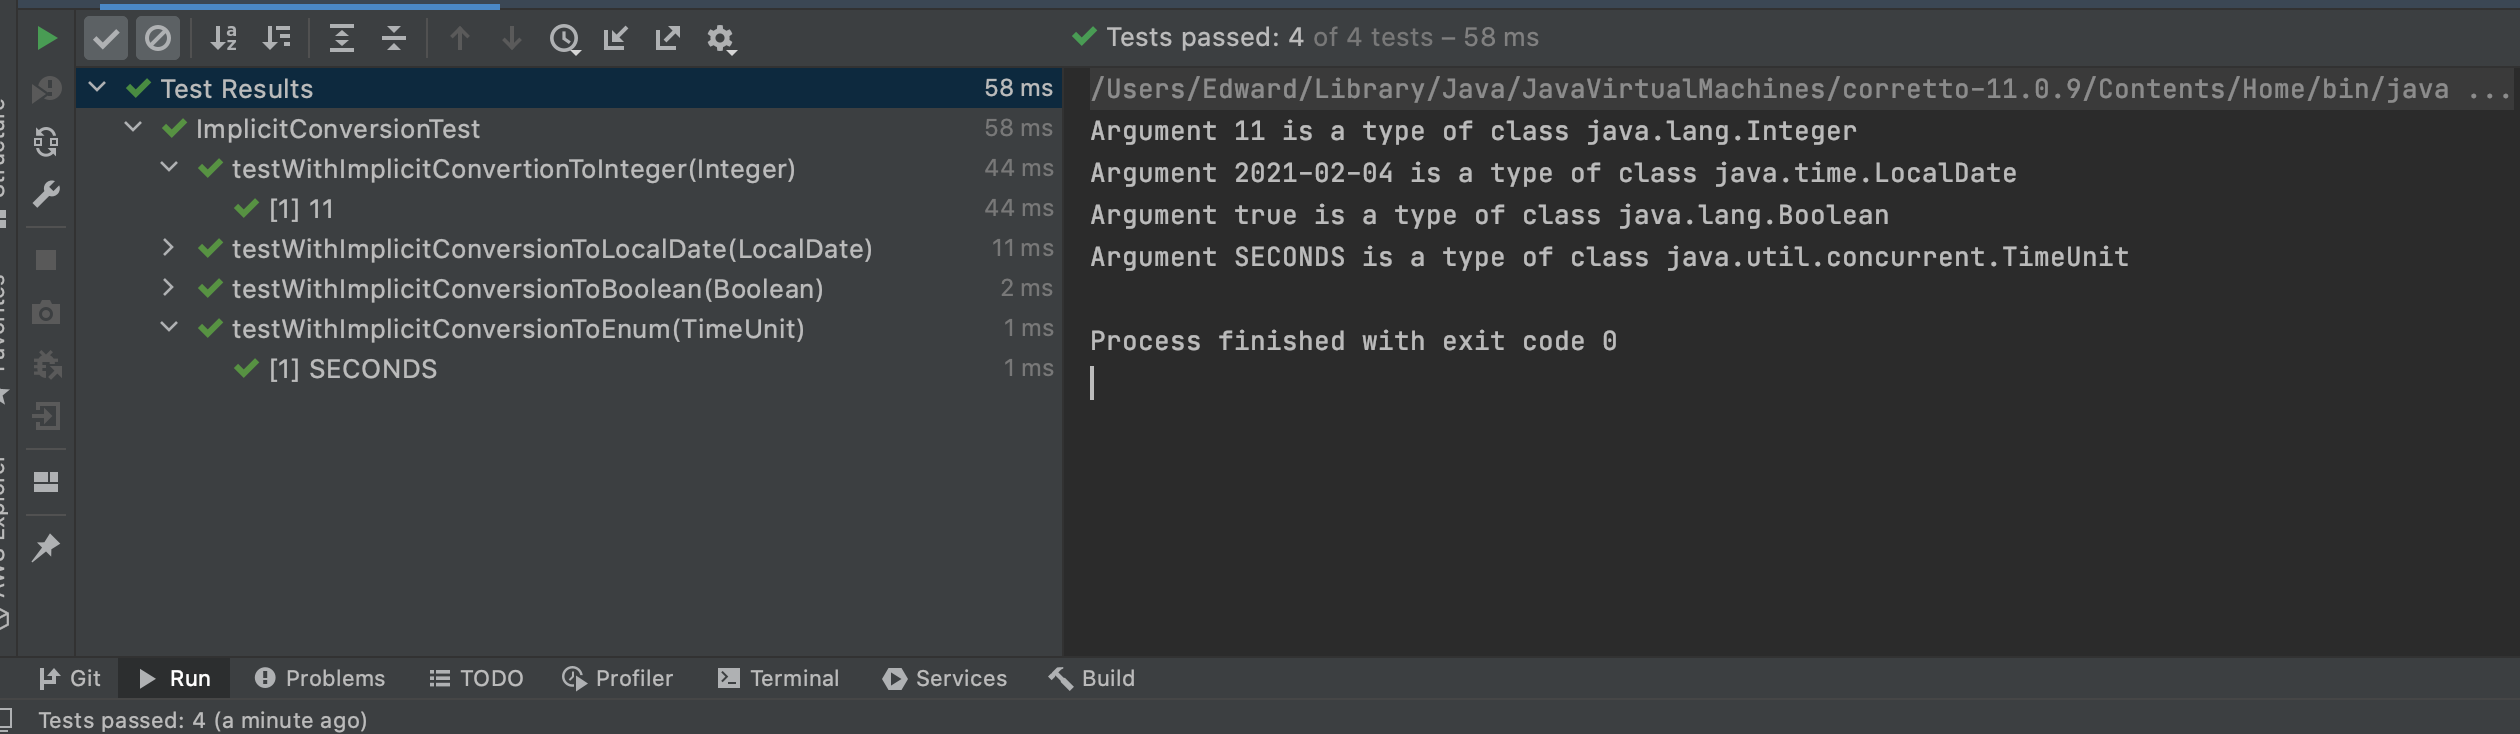 Tests passed: 4 of 4 tests – 58 ms
Test Results 58 ms
ImplicitConversionTest 58 ms
testWithImplicitConvertionToInteger(Integer) 44 ms
[1] 11 44 ms
testWithImplicitConversionToLocalDate(LocalDate) 11 ms
testWithImplicitConversionToBoolean(Boolean) 2 ms
testWithImplicitConversionToEnum(TimeUnit) 1 ms
[1] SECONDS 1 ms
/Users/Edward/Library/Java/JavaVirtualMachines/corretto-11.0.9/Contents/Home/bin/java ...
Argument 11 is a type of class java.lang.Integer
Argument 2021-02-04 is a type of class java.time.LocalDate
Argument true is a type of class java.lang.Boolean
Argument SECONDS is a type of class java.util.concurrent.TimeUnit
Process finished with exit code 0
Git Run Problems TODO Profiler Terminal Services Build
Tests passed: 4 (a minute ago)